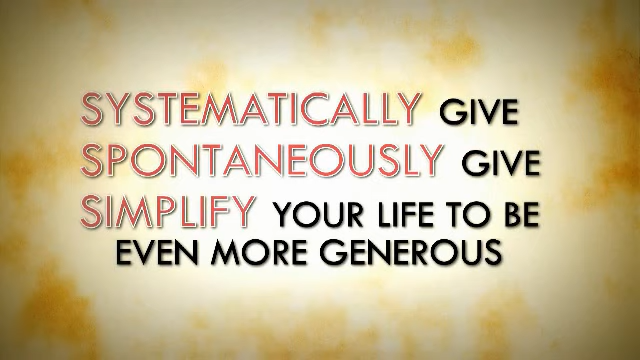 SYSTEMATICALLY GIVE
SPONTANEOUSLY GIVE
SIMPLIFY YOUR LIFE TO BE
EVEN MORE GENEROUS